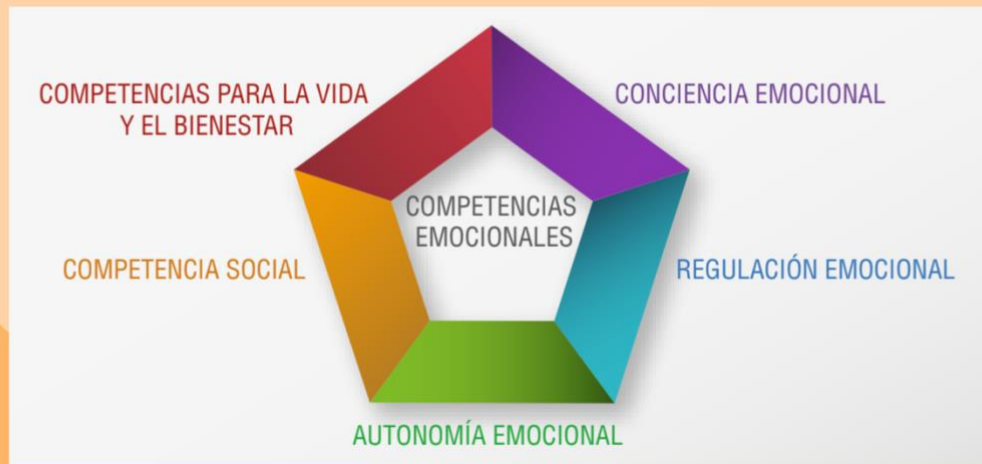 COMPETENCIAS PARA LA VIDA
Y EL BIENESTAR
CONCIENCIA EMOCIONAL
COMPETENCIAS
EMOCIONALES
COMPETENCIA SOCIAL
REGULACIÓN EMOCIONAL
AUTONOMÍA EMOCIONAL